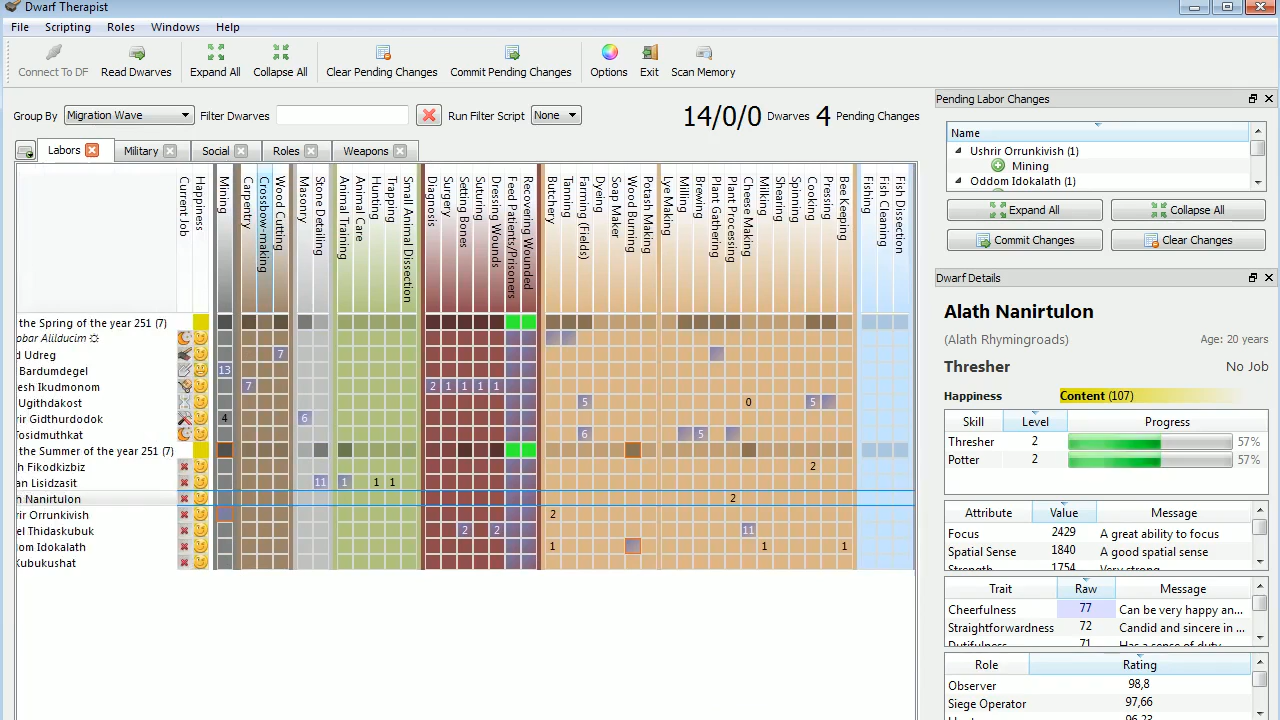 Dwarf Therapist
File Scripting Roles Windows Help
Connect To DF Read Dwarves Expand All Collapse All Clear Pending Changes Commit Pending Changes Options Exit Scan Memory
Group By Migration Wave Filter Dwarves Run Filter Script None 14/0/0 Dwarves 4 Pending Changes
Labors Military Social Roles Weapons
Current Job
Happiness
Mining
Carpentry
Crossbow-making
Wood Cutting
Masonry
Stone Detailing
Animal Training
Animal Care
Hunting
Trapping
Small Animal Dissection
Diagnosis
Surgery
Setting Bones
Suturing
Dressing Wounds
Feed Patients/Prisoners
Recovering Wounded
Butchery
Tanning
Farming (Fields)
Dyeing
Soap Maker
Wood Burning
Potash Making
Lye Making
Milling
Brewing
Plant Gathering
Plant Processing
Cheese Making
Milking
Shearing
Spinning
Cooking
Pressing
Bee Keeping
Fishing
Fish Cleaning
Fish Dissection
the Spring of the year 251 (7)
Udreg 7
Bardumdegel 13
esh Ikudmonom 7 2 1 1 1 1
Ugithdakost 5 0 5
rir Gidthurdodok 4 6
Tosidmuthkat 6 5
the Summer of the year 251 (7)
h Fikodkizbiz 2
an Lisidzasit 11 1 1 1
h Nanirtulon 2
rir Orrunkivish 2
el Thidaskubuk 2 2 11
om Idokalath 1 1 1
Kubukushat
Pending Labor Changes
Name
Ushrir Orrunkivish (1)
Mining
Oddom Idokalath (1)
Expand All Collapse All
Commit Changes Clear Changes
Dwarf Details
Alath Nanirtulon
(Alath Rhymingroads) Age: 20 years
Thresher No Job
Happiness Content (107)
Skill Level Progress
Thresher 2 57%
Potter 2 57%
Attribute Value Message
Focus 2429 A great ability to focus
Spatial Sense 1840 A good spatial sense
Strength 1754 Very strong
Trait Raw Message
Cheerfulness 77 Can be very happy an...
Straightforwardness 72 Candid and sincere in ...
Dutifulness 71 Has a sense of duty
Role Rating
Observer 98,8
Siege Operator 97,66
96,23